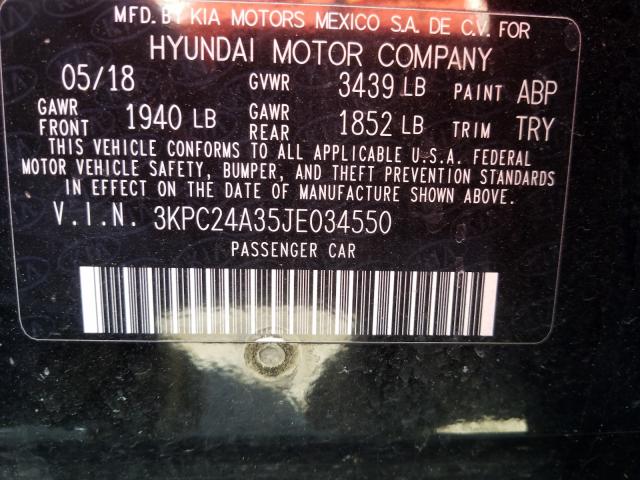 MFD. BY KIA MOTORS MEXICO S.A. DE C.V. FOR
HYUNDAI MOTOR COMPANY
05/18 GVWR 3439 LB PAINT ABP
GAWR FRONT 1940 LB GAWR REAR 1852 LB TRIM TRY
THIS VEHICLE CONFORMS TO ALL APPLICABLE U.S.A. FEDERAL
MOTOR VEHICLE SAFETY, BUMPER, AND THEFT PREVENTION STANDARDS
IN EFFECT ON THE DATE OF MANUFACTURE SHOWN ABOVE.
V.I.N. 3KPC24A35JE034550
PASSENGER CAR